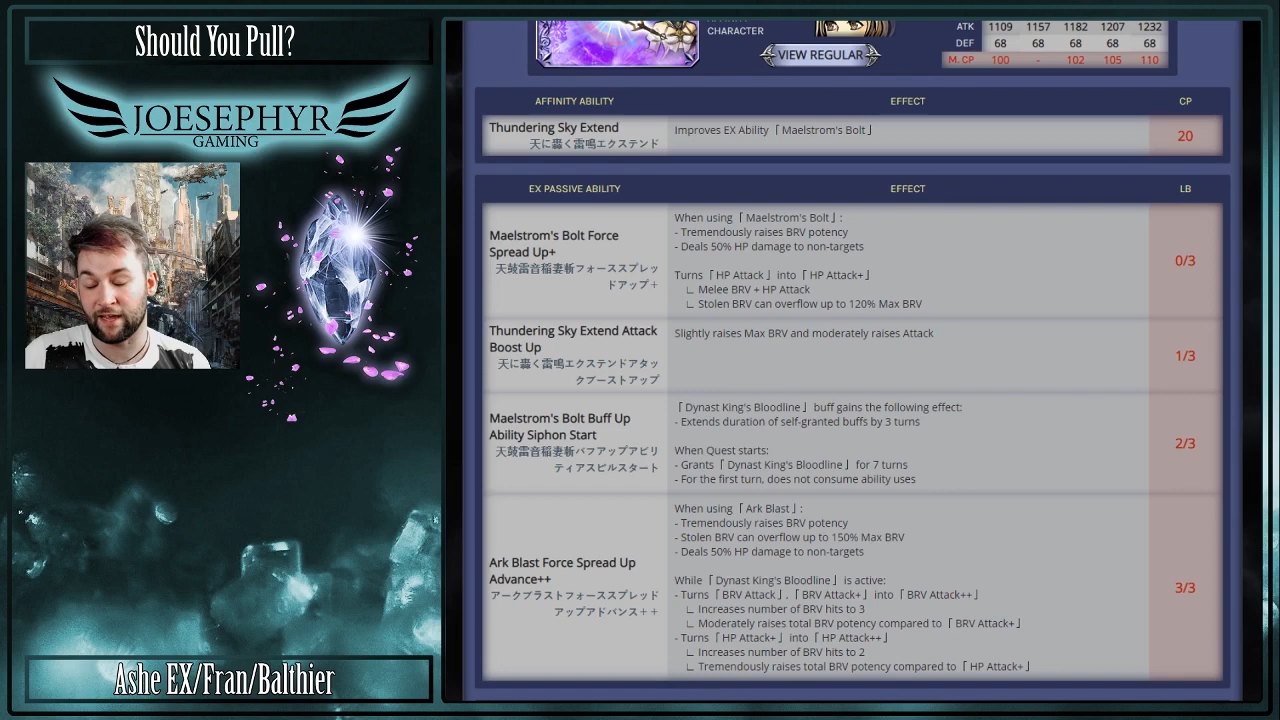 Should You Pull?
JOESEPHYR
GAMING
Ashe EX/Fran/Balthier
CHARACTER
VIEW REGULAR
ATK 1109 1157 1182 1207 1232
DEF 68 68 68 68 68
M. CP 100 - 102 105 110
AFFINITY ABILITY EFFECT CP
Thundering Sky Extend
天に轟く雷鳴エクステンド
Improves EX Ability「Maelstrom's Bolt」
20
EX PASSIVE ABILITY EFFECT LB
Maelstrom's Bolt Force
Spread Up+
天鼓雷音稲妻斬フォーススプレッ
ドアップ＋
When using「Maelstrom's Bolt」:
- Tremendously raises BRV potency
- Deals 50% HP damage to non-targets
Turns「HP Attack」into「HP Attack+」
∟ Melee BRV + HP Attack
∟ Stolen BRV can overflow up to 120% Max BRV
0/3
Thundering Sky Extend Attack
Boost Up
天に轟く雷鳴エクステンドアタッ
クブーストアップ
Slightly raises Max BRV and moderately raises Attack
1/3
Maelstrom's Bolt Buff Up
Ability Siphon Start
天鼓雷音稲妻斬バフアップアビリ
ティアスピルスタート
「Dynast King's Bloodline」buff gains the following effect:
- Extends duration of self-granted buffs by 3 turns
When Quest starts:
- Grants「Dynast King's Bloodline」for 7 turns
- For the first turn, does not consume ability uses
2/3
Ark Blast Force Spread Up
Advance++
アークブラストフォーススプレッド
アップアドバンス＋＋
When using「Ark Blast」:
- Tremendously raises BRV potency
- Stolen BRV can overflow up to 150% Max BRV
- Deals 50% HP damage to non-targets
While「Dynast King's Bloodline」is active:
- Turns「BRV Attack」.「BRV Attack+」into「BRV Attack++」
∟ Increases number of BRV hits to 3
∟ Moderately raises total BRV potency compared to「BRV Attack+」
- Turns「HP Attack+」into「HP Attack++」
∟ Increases number of BRV hits to 2
∟ Tremendously raises total BRV potency compared to「HP Attack+」
3/3